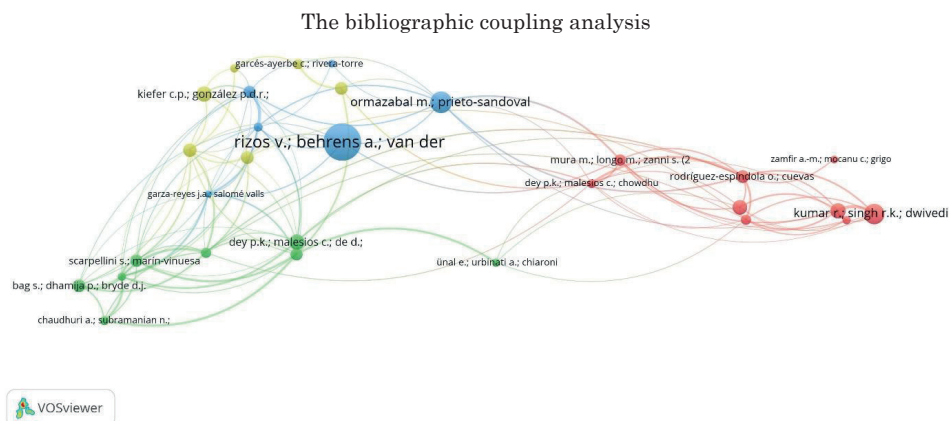 The bibliographic coupling analysis
garcés-ayerbe c.; rivera-torre
kiefer c.p.; gonzález p.d.r.;
ormazabal m.; prieto-sandoval
rizos v.; behrens a.; van der
mura m.; longo m.; zanni s. (2
zamfir a.-m.; mocanu c.; grigo
rodríguez-espíndola o.; cuevas
dey p.k.; malesios c.; chowdhu
garza-reyes j.a.; salomé valls
kumar r.; singh r.k.; dwivedi
dey p.k.; malesios c.; de d.;
scarpellini s.; marín-vinuesa
ünal e.; urbinati a.; chiaroni
bag s.; dhamija p.; bryde d.j.
chaudhuri a.; subramanian n.;
VOSviewer